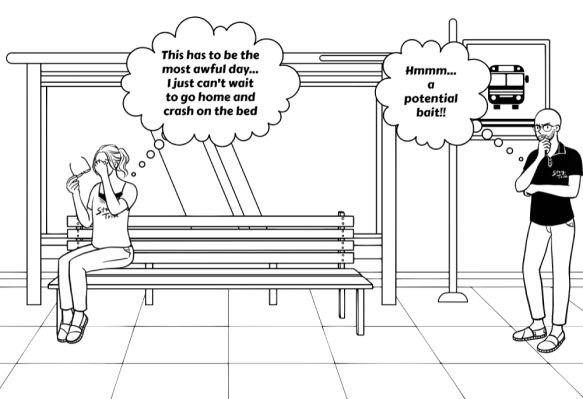 This has to be the
most awful day...
I just can't wait
to go home and
crash on the bed
Hmmm...
a
potential
bait!!